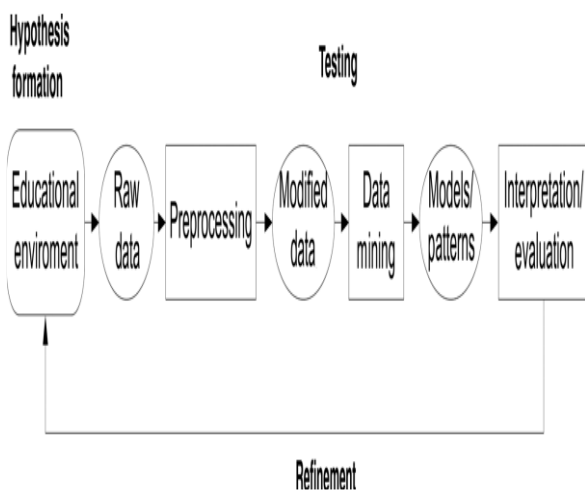 Hypothesis
formation
Testing
Educational
enviroment
Raw
data
Preprocessing
Modified
data
Data
mining
Models/
patterns
Interpretation/
evaluation
Refinement